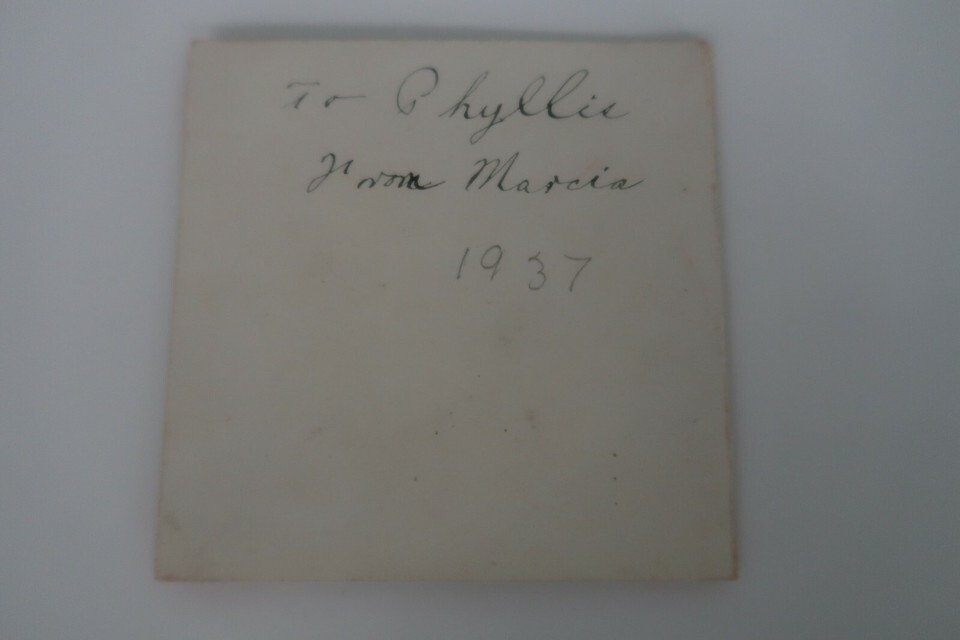 To Phyllis
From Marcia
1937